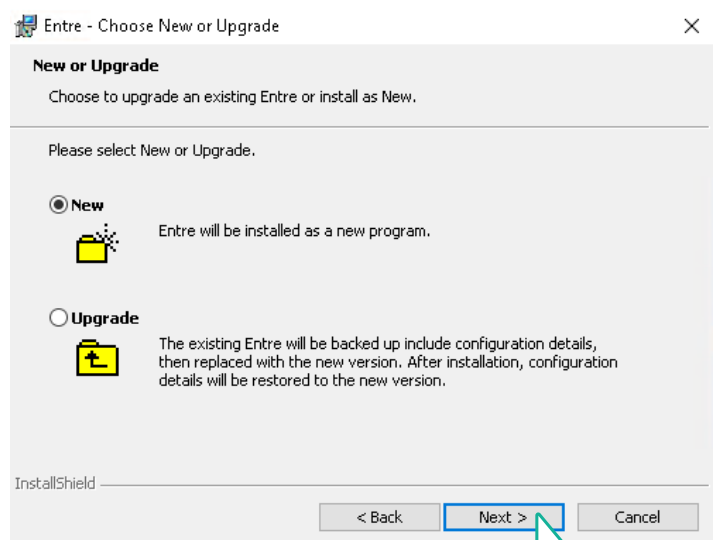 Entre - Choose New or Upgrade
New or Upgrade
Choose to upgrade an existing Entre or install as New.
Please select New or Upgrade.
New
Entre will be installed as a new program.
Upgrade
The existing Entre will be backed up include configuration details,
then replaced with the new version. After installation, configuration
details will be restored to the new version.
InstallShield
< Back Next > Cancel